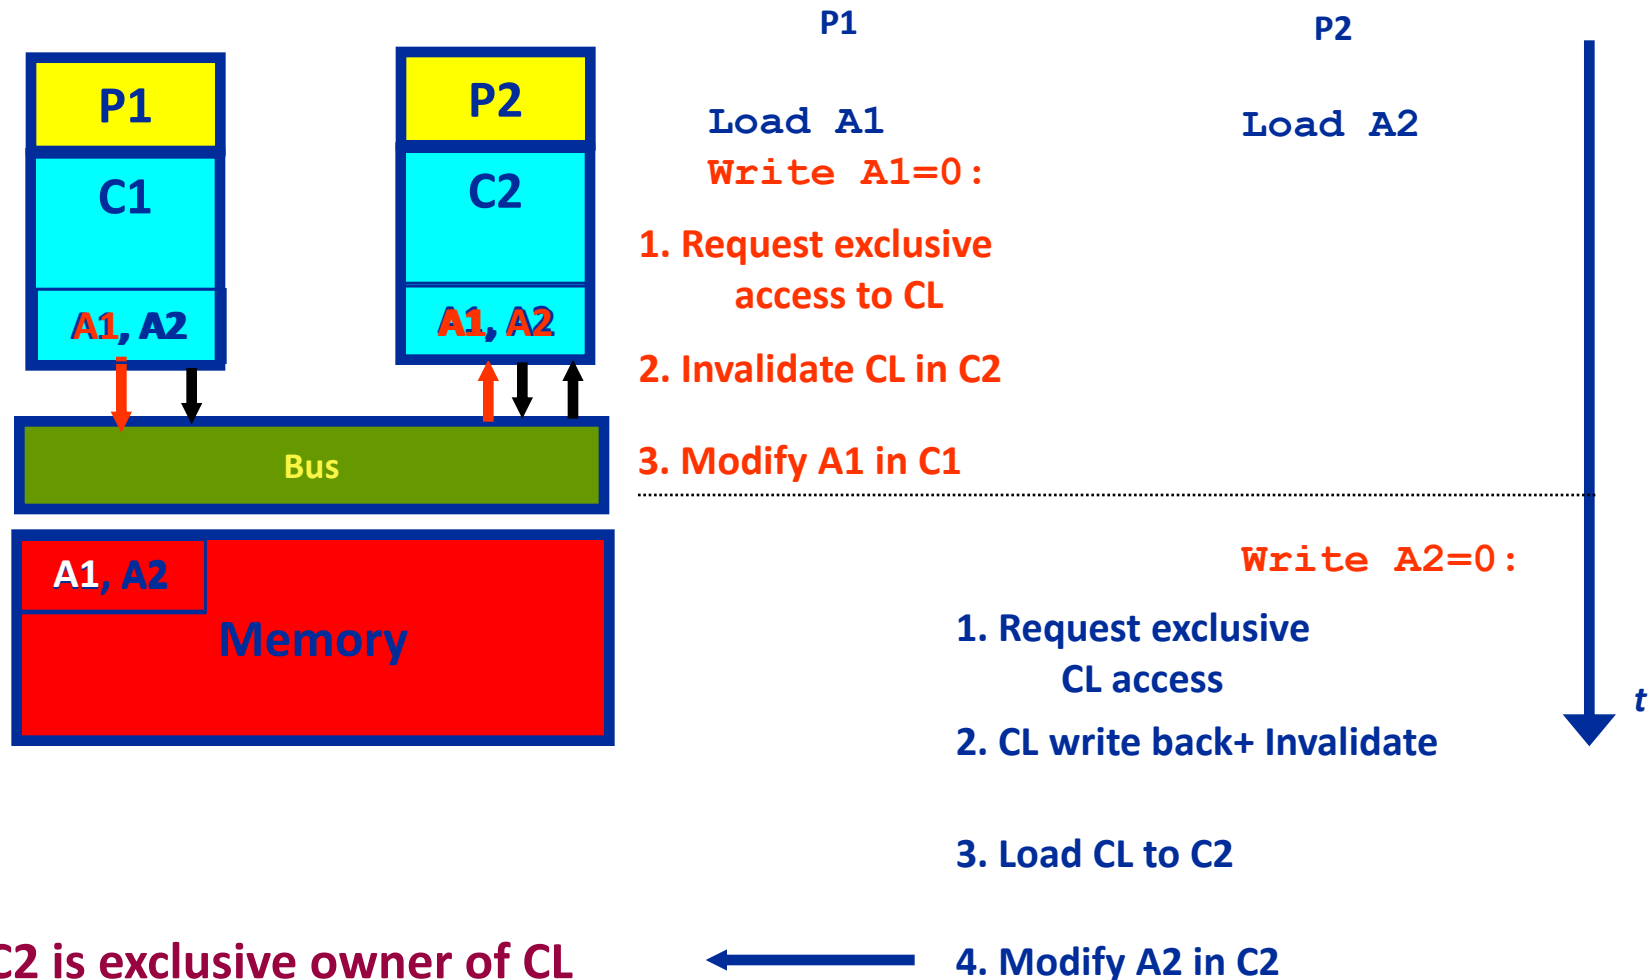 P1
P2
P1
P2
Load A1
Load A2
Write A1=0:
C1
C2
1. Request exclusive
access to CL
A1, A2
A1, A2
2. Invalidate CL in C2
Bus
3. Modify A1 in C1
A1, A2
Write A2=0:
Memory
1. Request exclusive
CL access
t
2. CL write back+ Invalidate
3. Load CL to C2
C2 is exclusive owner of CL
4. Modify A2 in C2